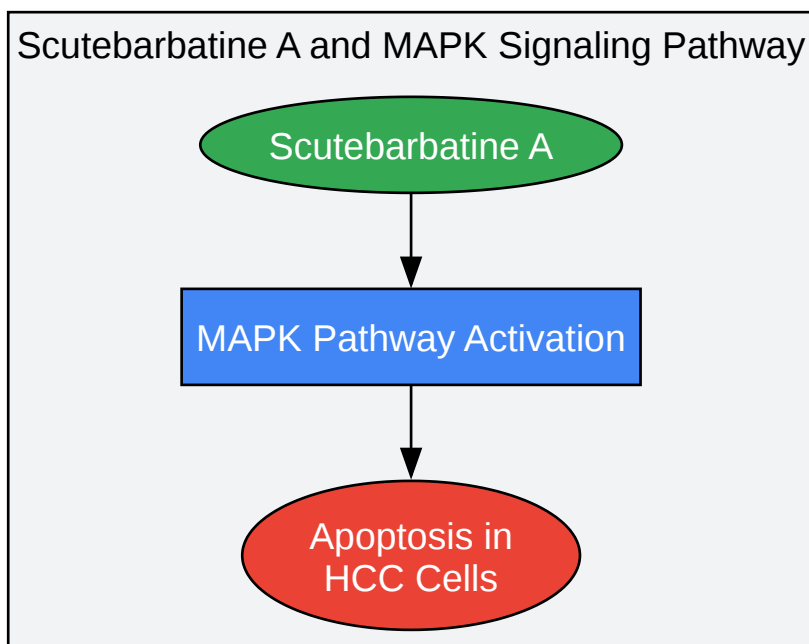 Scutebarbatine A and MAPK Signaling Pathway
Scutebarbatine A
MAPK Pathway Activation
Apoptosis in
HCC Cells